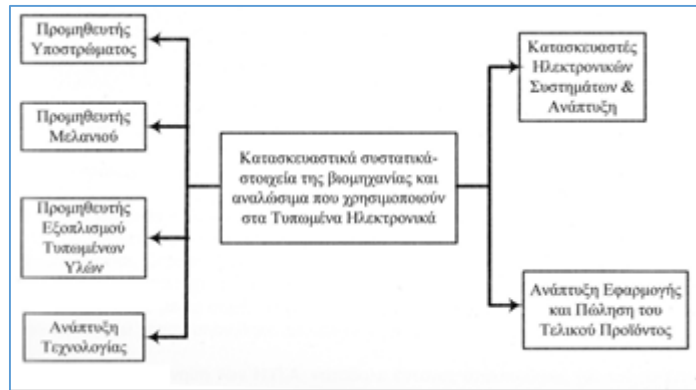 Προμηθευτής
Υποστρώματος
Προμηθευτής
Μελανιού
Προμηθευτής
Εξοπλισμού
Τυπωμένων
Υλών
Ανάπτυξη
Τεχνολογίας
Κατασκευαστικά συστατικά-
στοιχεία της βιομηχανίας και
αναλώσιμα που χρησιμοποιούν
στα Τυπωμένα Ηλεκτρονικά
Κατασκευαστές
Ηλεκτρονικών
Συστημάτων &
Ανάπτυξη
Ανάπτυξη Εφαρμογής
και Πώληση του
Τελικού Προϊόντος